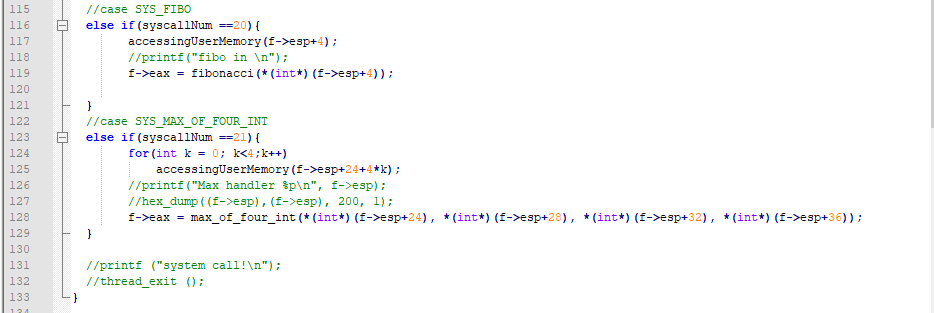 115 //case SYS_FIBO
116 else if(syscallNum ==20){
117 accessingUserMemory(f->esp+4);
118 //printf("fibo in \n");
119 f->eax = fibonacci(*(int*)(f->esp+4));
120
121 }
122 //case SYS_MAX_OF_FOUR_INT
123 else if(syscallNum ==21){
124 for(int k = 0; k<4;k++)
125 accessingUserMemory(f->esp+24+4*k);
126 //printf("Max handler %p\n", f->esp);
127 //hex_dump((f->esp),(f->esp), 200, 1);
128 f->eax = max_of_four_int(*(int*)(f->esp+24), *(int*)(f->esp+28), *(int*)(f->esp+32), *(int*)(f->esp+36));
129 }
130
131 //printf ("system call!\n");
132 //thread_exit ();
133 }